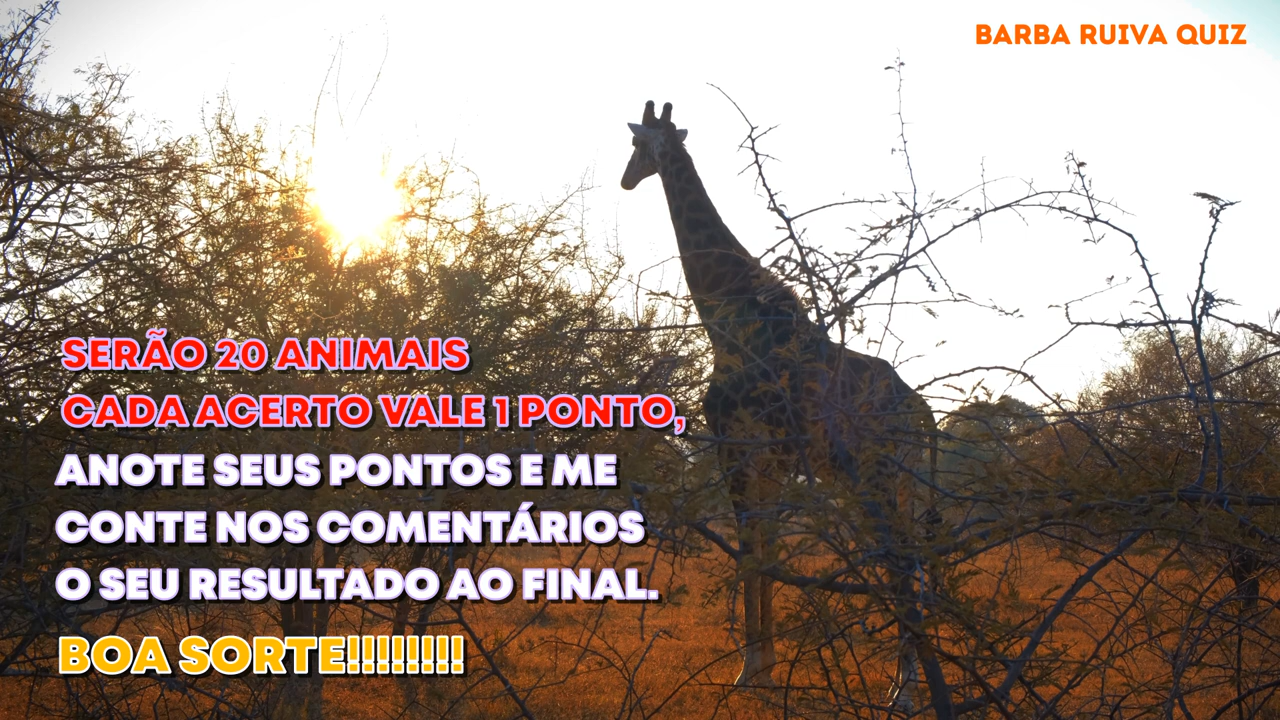 BARBA RUIVA QUIZ
SERÃO 20 ANIMAIS
CADA ACERTO VALE 1 PONTO,
ANOTE SEUS PONTOS E ME
CONTE NOS COMENTÁRIOS
O SEU RESULTADO AO FINAL.
BOA SORTE!!!!!!!!!